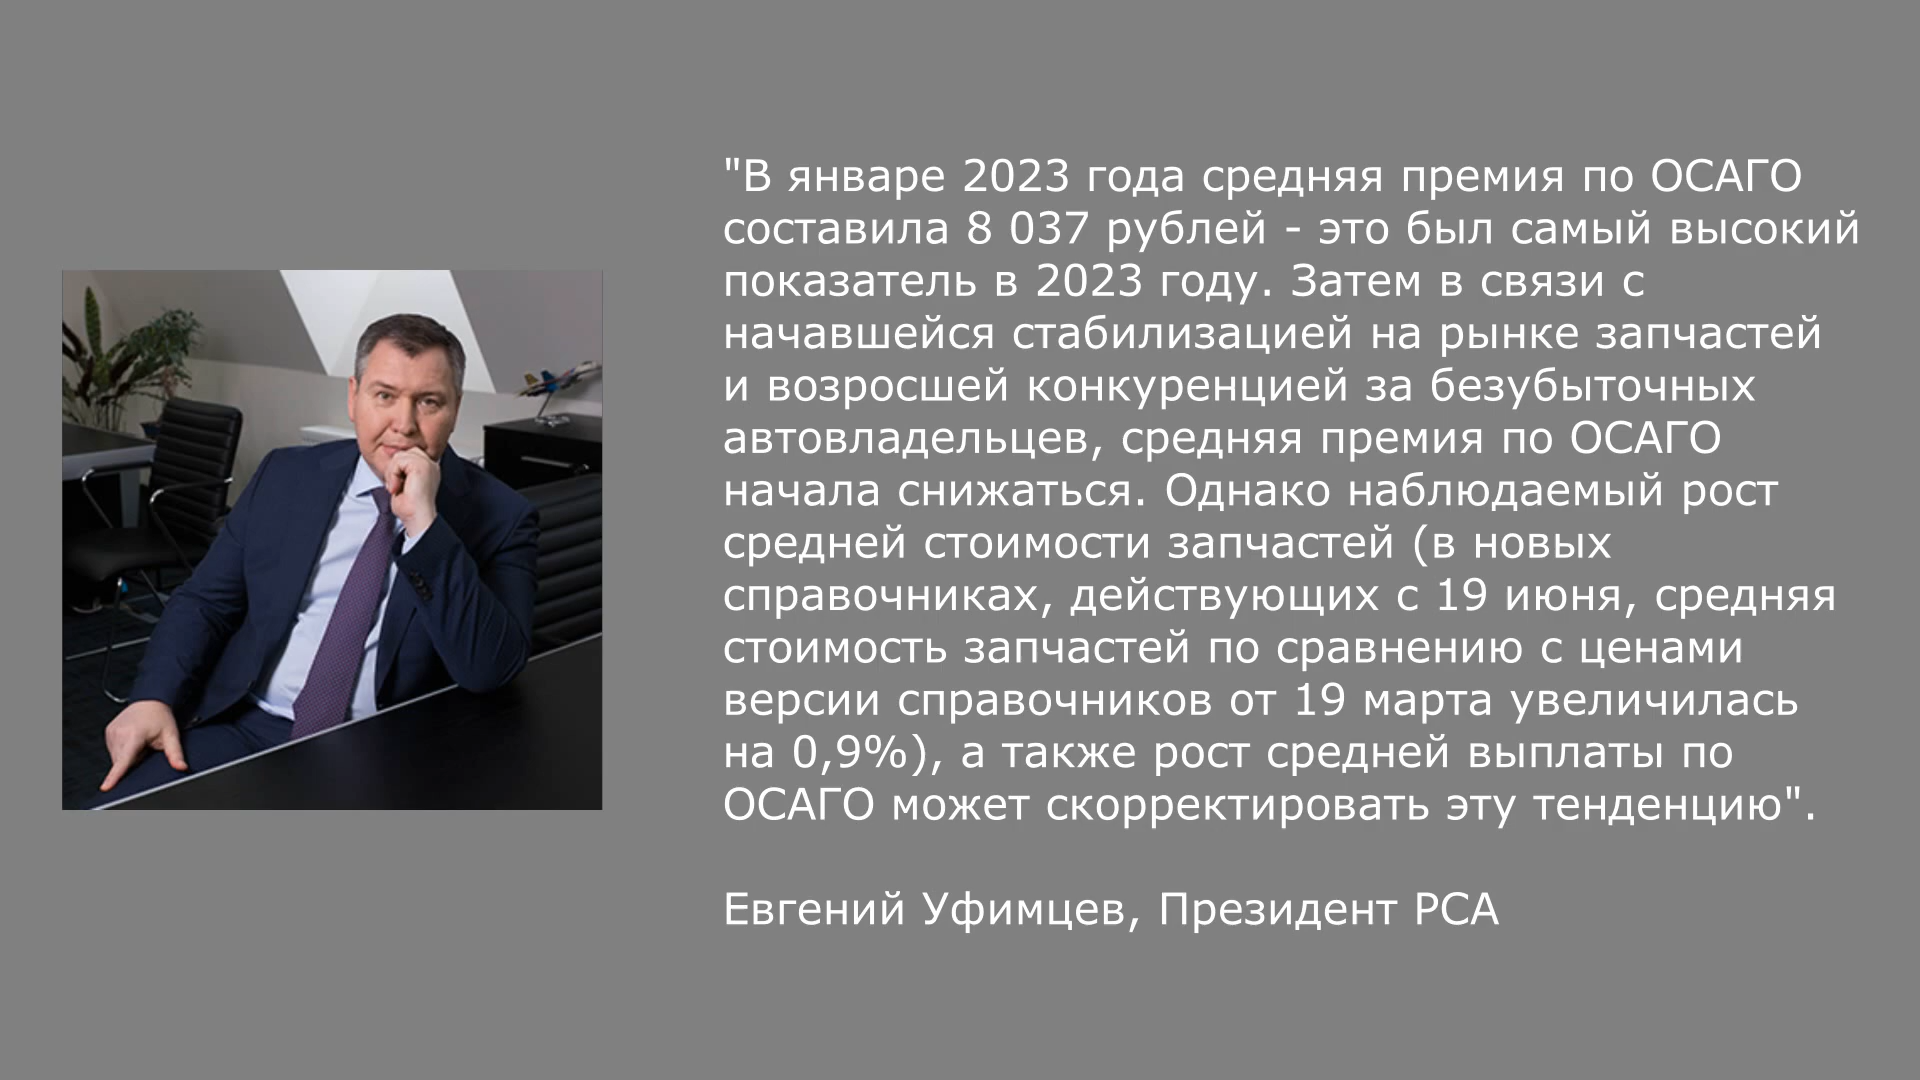 "В январе 2023 года средняя премия по ОСАГО
составила 8 037 рублей - это был самый высокий
показатель в 2023 году. Затем в связи с
начавшейся стабилизацией на рынке запчастей
и возросшей конкуренцией за безубыточных
автовладельцев, средняя премия по ОСАГО
начала снижаться. Однако наблюдаемый рост
средней стоимости запчастей (в новых
справочниках, действующих с 19 июня, средняя
стоимость запчастей по сравнению с ценами
версии справочников от 19 марта увеличилась
на 0,9%), а также рост средней выплаты по
ОСАГО может скорректировать эту тенденцию".
Евгений Уфимцев, Президент РСА